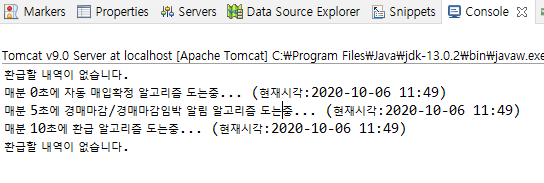 Markers Properties Servers Data Source Explorer Snippets Console
Tomcat v9.0 Server at localhost [Apache Tomcat] C:₩Program Files₩Java₩jdk-13.0.2₩bin₩javaw.exe
환급할 내역이 없습니다.
매분 0초에 자동 매입확정 알고리즘 도는중... (현재시각:2020-10-06 11:49)
매분 5초에 경매마감/경매마감임박 알림 알고리즘 도는중... (현재시각:2020-10-06 11:49)
매분 10초에 환급 알고리즘 도는중... (현재시각:2020-10-06 11:49)
환급할 내역이 없습니다.